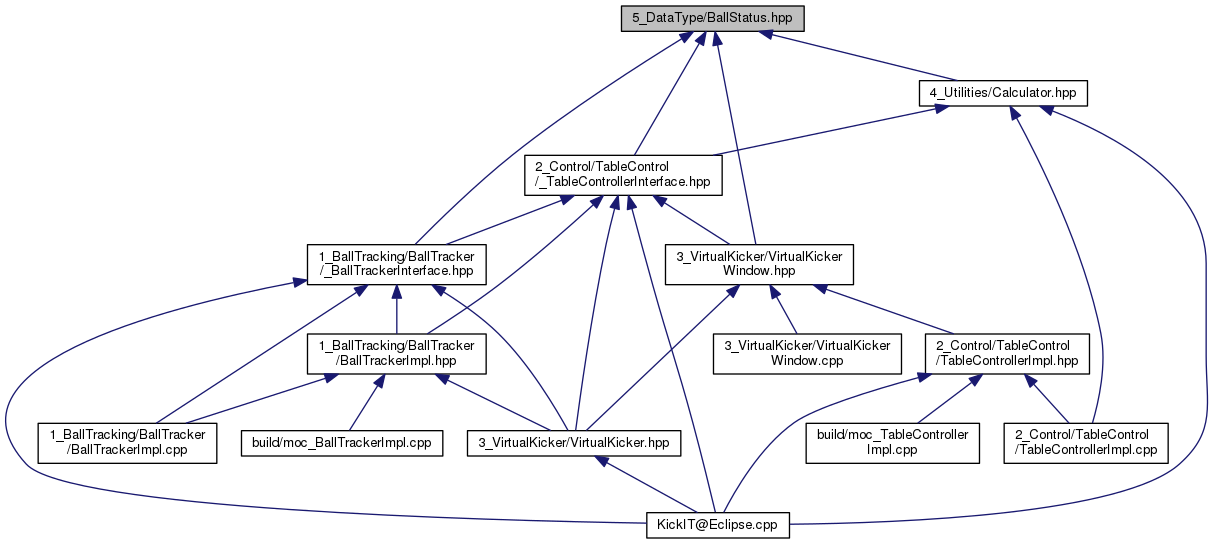 5_DataType/BallStatus.hpp
4_Utilities/Calculator.hpp
2_Control/TableControl
/_TableControllerInterface.hpp
1_BallTracking/BallTracker
/_BallTrackerInterface.hpp
3_VirtualKicker/VirtualKicker
Window.hpp
1_BallTracking/BallTracker
/BallTrackerImpl.hpp
3_VirtualKicker/VirtualKicker
Window.cpp
2_Control/TableControl
/TableControllerImpl.hpp
1_BallTracking/BallTracker
/BallTrackerImpl.cpp
build/moc_BallTrackerImpl.cpp
3_VirtualKicker/VirtualKicker.hpp
build/moc_TableController
Impl.cpp
2_Control/TableControl
/TableControllerImpl.cpp
KickIT@Eclipse.cpp